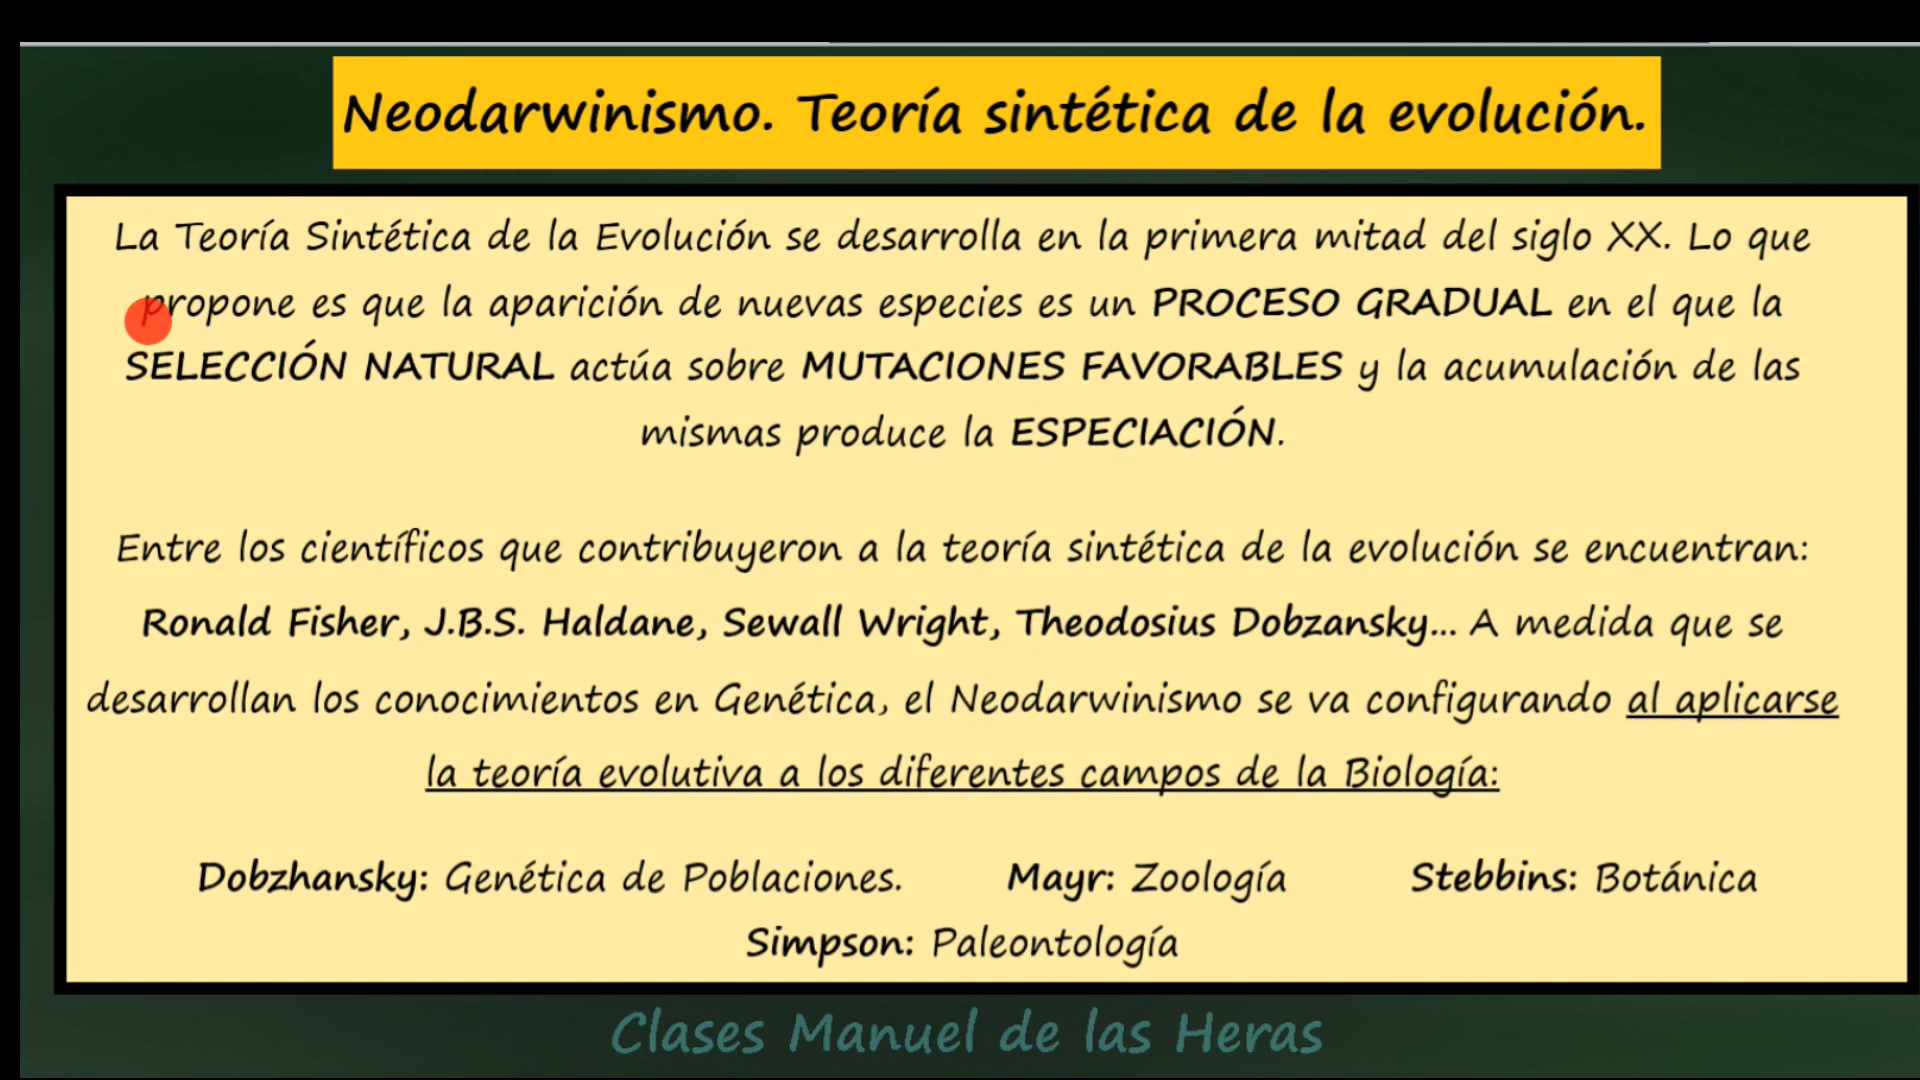 Neodarwinismo. Teoría sintética de la evolución.
La Teoría Sintética de la Evolución se desarrolla en la primera mitad del siglo XX. Lo que
propone es que la aparición de nuevas especies es un PROCESO GRADUAL en el que la
SELECCIÓN NATURAL actúa sobre MUTACIONES FAVORABLES y la acumulación de las
mismas produce la ESPECIACIÓN.
Entre los científicos que contribuyeron a la teoría sintética de la evolución se encuentran:
Ronald Fisher, J.B.S. Haldane, Sewall Wright, Theodosius Dobzansky... A medida que se
desarrollan los conocimientos en Genética, el Neodarwinismo se va configurando al aplicarse
la teoría evolutiva a los diferentes campos de la Biología:
Dobzhansky: Genética de Poblaciones. Mayr: Zoología Stebbins: Botánica
Simpson: Paleontología
Clases Manuel de las Heras